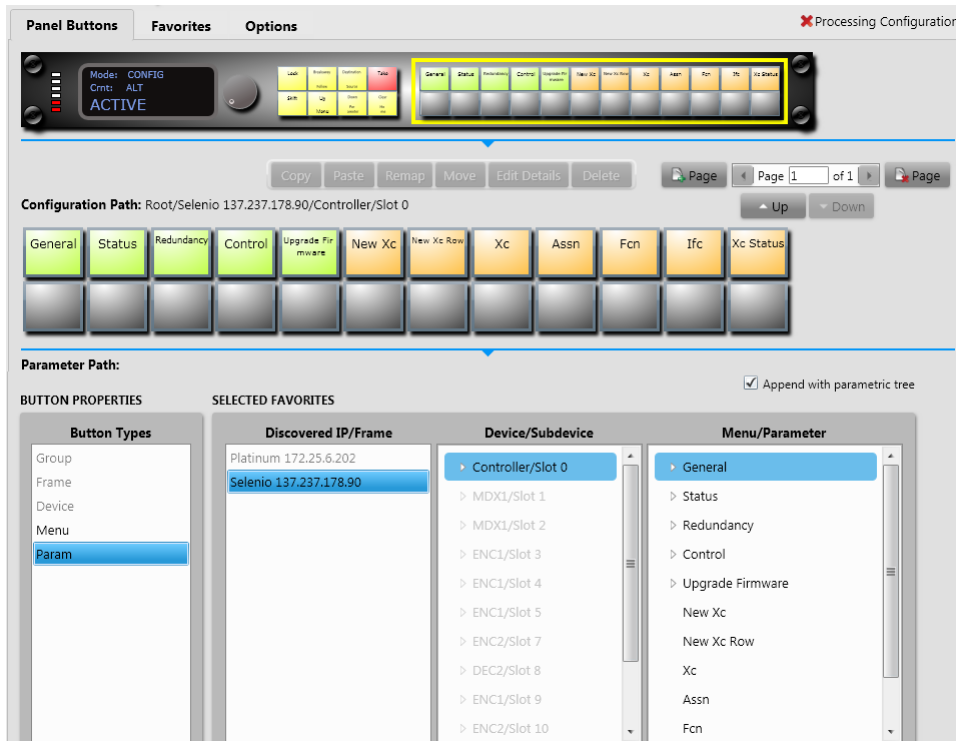 Panel Buttons Favorites Options Processing Configuration
Mode: CONFIG
Crnt: ALT
ACTIVE
Lock Take
Shift Up
Menu
General Status Redundancy Control Upgrade Fir
mware New Xc New Xc Row Xc Assn Fcn Ifc Xc Status
Copy Paste Remap Move Edit Details Delete Page Page 1 of 1 Page
Configuration Path: Root/Selenio 137.237.178.90/Controller/Slot 0 Up Down
General Status Redundancy Control Upgrade Fir
mware New Xc New Xc Row Xc Assn Fcn Ifc Xc Status
Parameter Path:
Append with parametric tree
BUTTON PROPERTIES SELECTED FAVORITES
Button Types Discovered IP/Frame Device/Subdevice Menu/Parameter
Group Platinum 172.25.6.202 Controller/Slot 0 General
Frame Selenio 137.237.178.90 MDX1/Slot 1 Status
Device MDX1/Slot 2 Redundancy
Menu ENC1/Slot 3 Control
Param ENC1/Slot 4 Upgrade Firmware
ENC1/Slot 5 New Xc
ENC2/Slot 7 New Xc Row
DEC2/Slot 8 Xc
ENC1/Slot 9 Assn
ENC2/Slot 10 Fcn